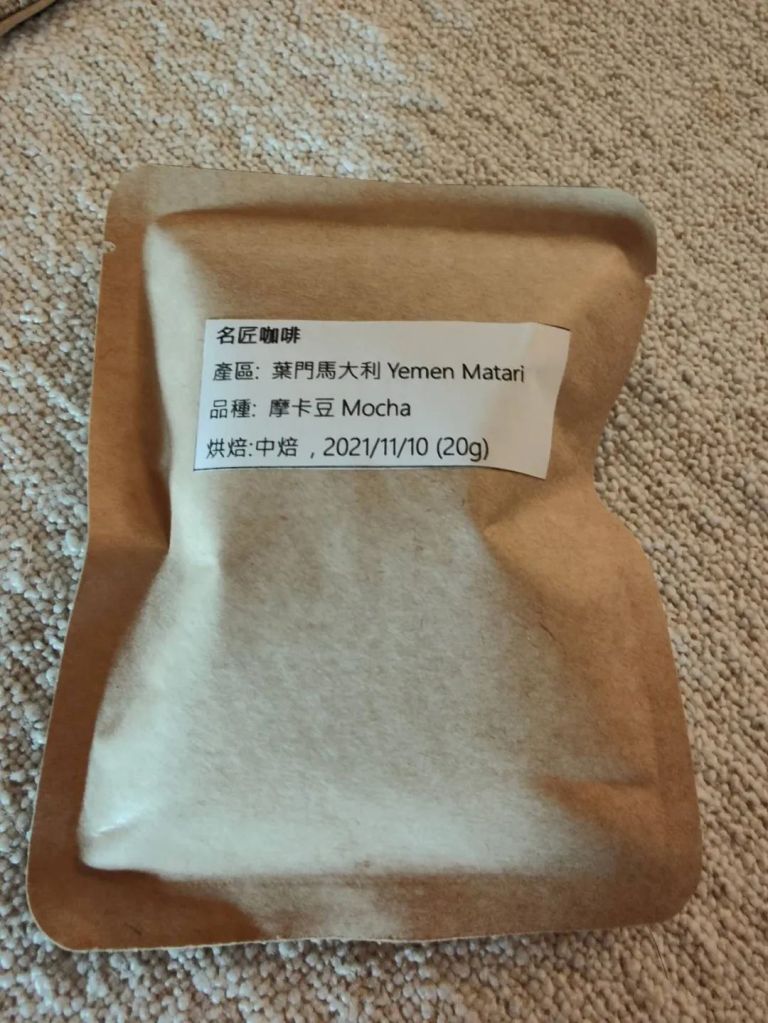 名匠咖啡
產區: 葉門馬大利 Yemen Matari
品種: 摩卡豆 Mocha
烘焙:中焙 , 2021/11/10 (20g)